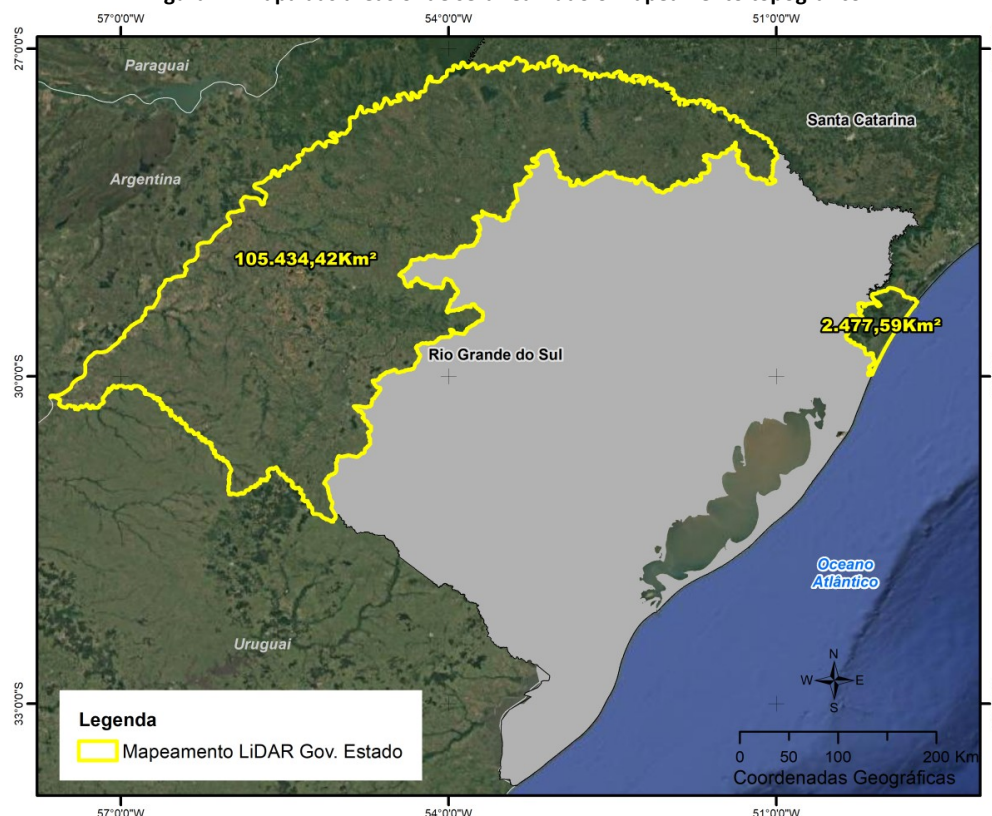 57°0'0"W 54°0'0"W 51°0'0"W
27°0'0"S
Paraguai
Santa Catarina
Argentina
105.434,42Km²
2.477,59Km²
Rio Grande do Sul
30°0'0"S
Oceano
Atlântico
Uruguai
N
W E
S
33°0'0"S
Legenda
Mapeamento LiDAR Gov. Estado
0 50 100 200 Km
Coordenadas Geográficas
57°0'0"W 54°0'0"W 51°0'0"W